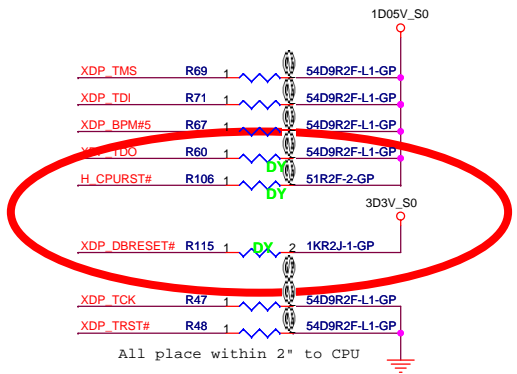 1D05V_S0
XDP_TMS R69 1 54D9R2F-L1-GP
XDP_TDI R71 1 54D9R2F-L1-GP
XDP_BPM#5 R67 1 54D9R2F-L1-GP
XDP_TDO R60 1 54D9R2F-L1-GP
DY
H_CPURST# R106 1 51R2F-2-GP
DY
3D3V_S0
XDP_DBRESET# R115 1 DY 2 1KR2J-1-GP
XDP_TCK R47 1 54D9R2F-L1-GP
XDP_TRST# R48 1 54D9R2F-L1-GP
All place within 2" to CPU